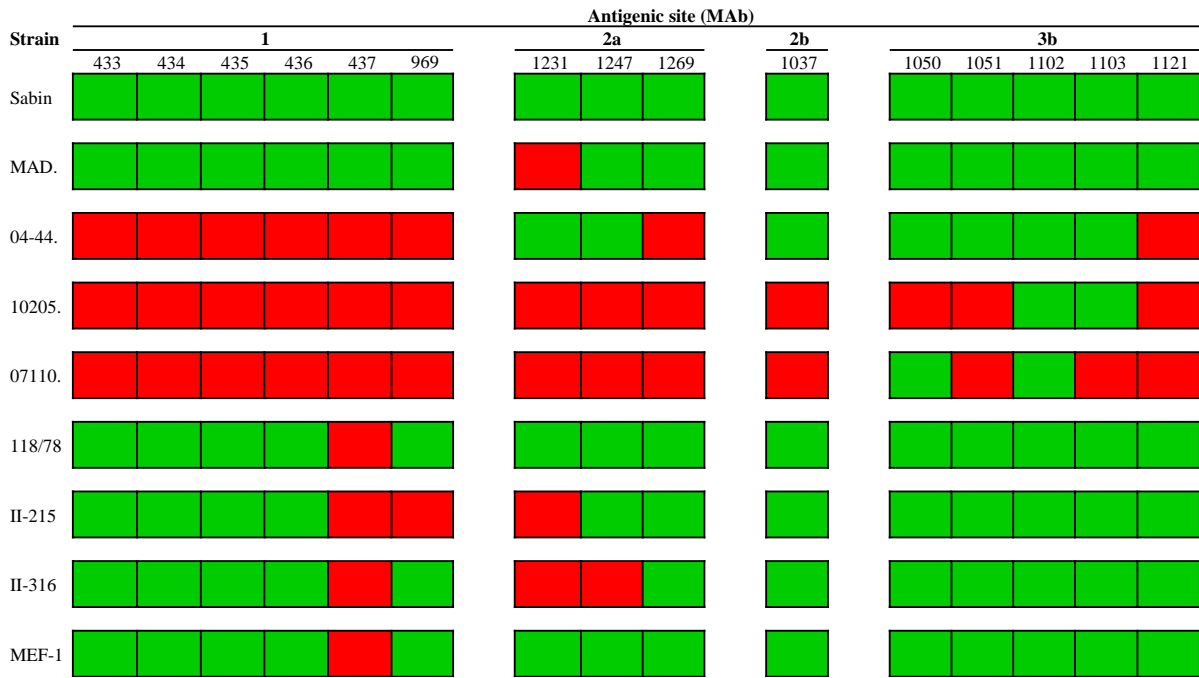 Antigenic site (MAb)
Strain 1 2a 2b 3b
433 434 435 436 437 969 1231 1247 1269 1037 1050 1051 1102 1103 1121
Sabin
MAD.
04-44.
10205.
07110.
118/78
II-215
II-316
MEF-1